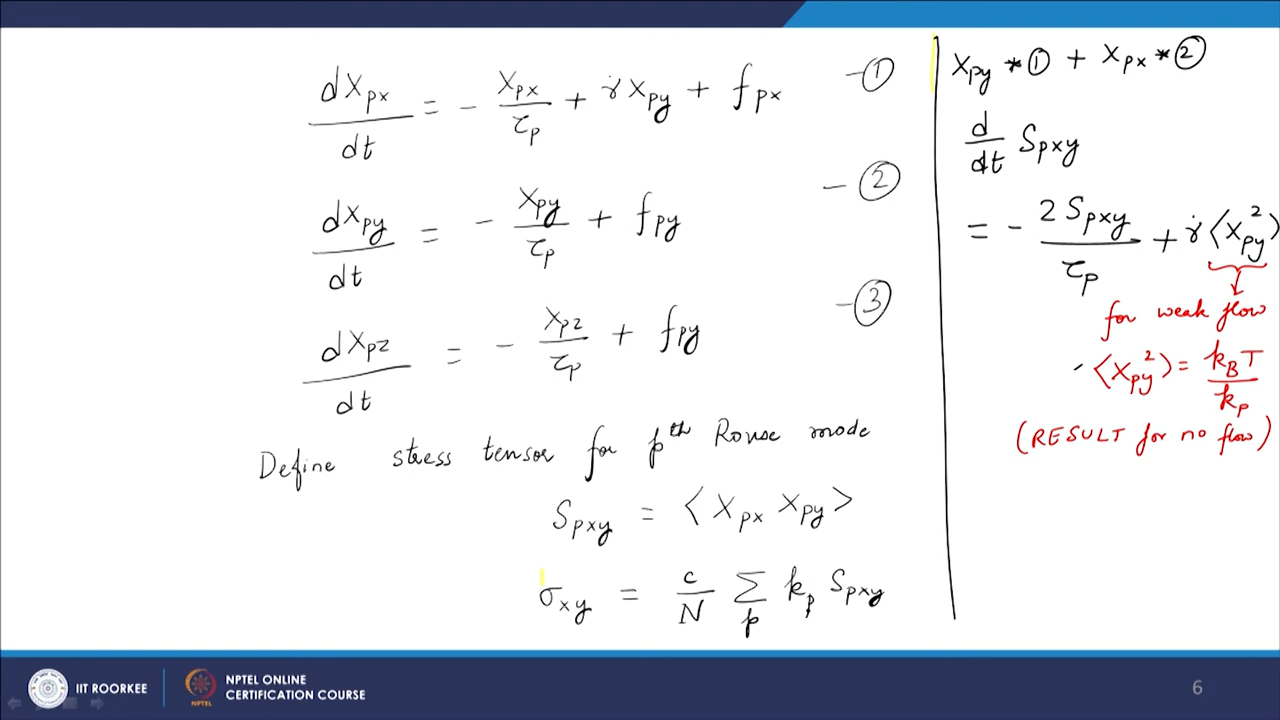 dX_px/dt = - X_px/τ_p + γ̇ X_py + f_px -①
dX_py/dt = - X_py/τ_p + f_py -②
dX_pz/dt = - X_pz/τ_p + f_py -③
Define stress tensor for pth Rouse mode
S_pxy = ⟨X_px X_py⟩
σ_xy = c/N Σ_p k_p S_pxy
X_py * ① + X_px * ②
d/dt S_pxy
= - 2 S_pxy/τ_p + γ̇ ⟨X_py²⟩
for weak flow
⟨X_py²⟩ = k_B T/k_p
(RESULT for no flow)
IIT ROORKEE
NPTEL ONLINE
CERTIFICATION COURSE
NPTEL
6